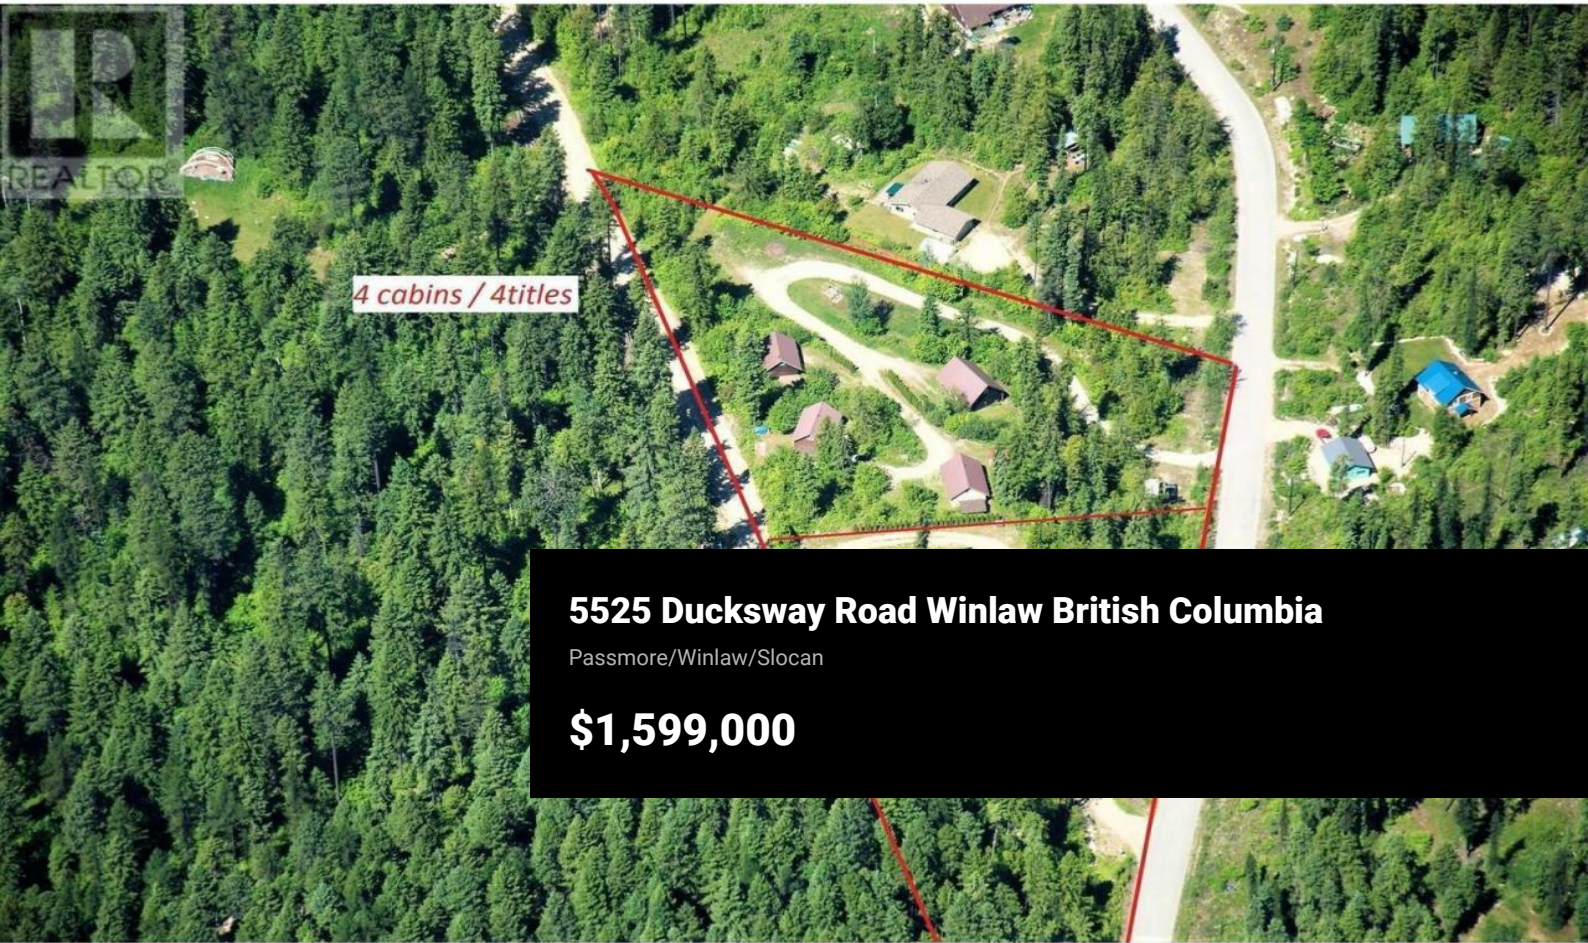 REALTOR
4 cabins / 4titles
5525 Ducksway Road Winlaw British Columbia
Passmore/Winlaw/Slocan
$1,599,000